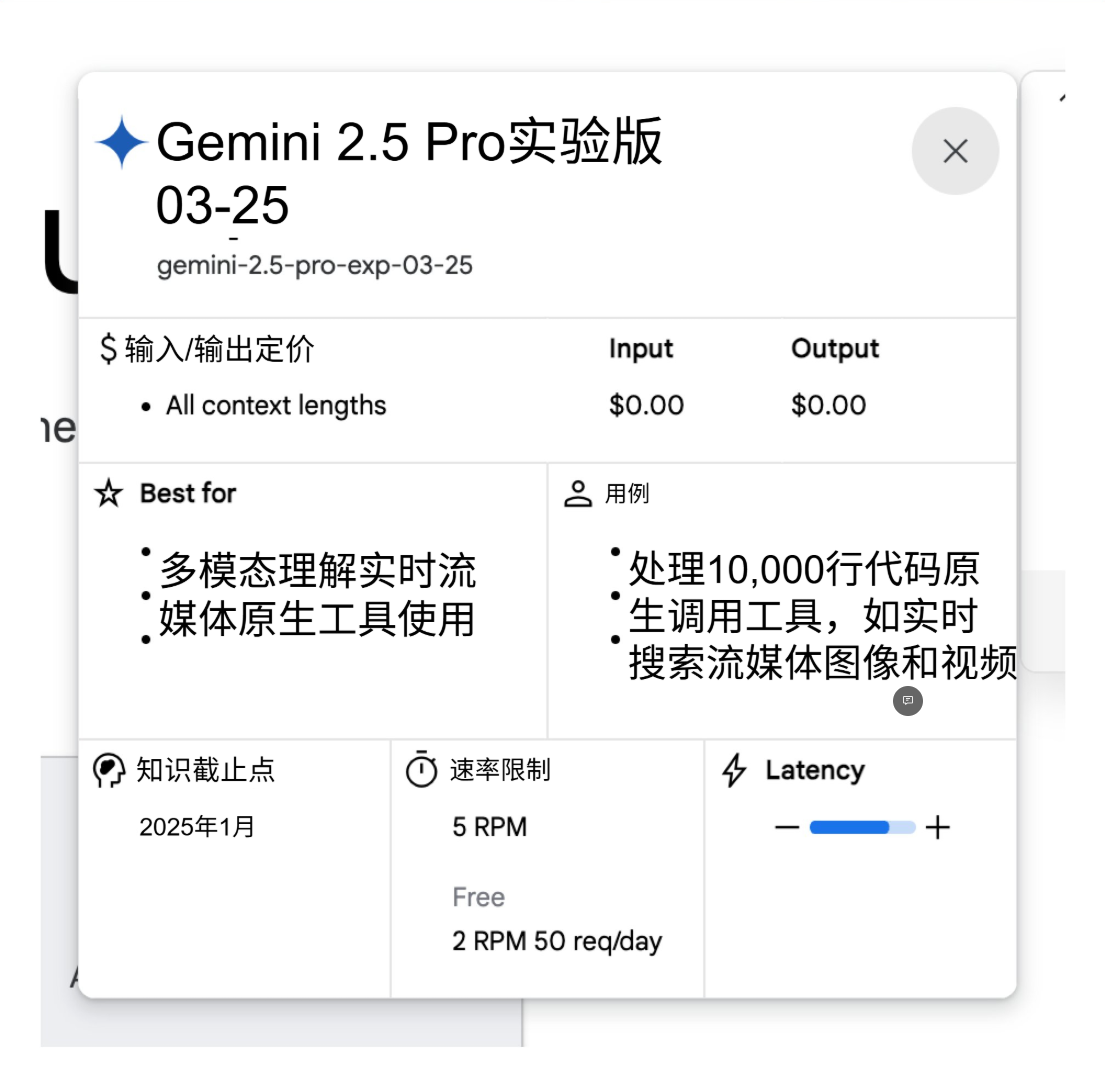 Gemini 2.5 Pro实验版
03-25
gemini-2.5-pro-exp-03-25
$ 输入/输出定价 Input Output
• All context lengths $0.00 $0.00
Best for
• 多模态理解实时流
• 媒体原生工具使用
•
用例
• 处理10,000行代码原
• 生调用工具，如实时
• 搜索流媒体图像和视频
知识截止点
2025年1月
速率限制
5 RPM
Free
2 RPM 50 req/day
Latency